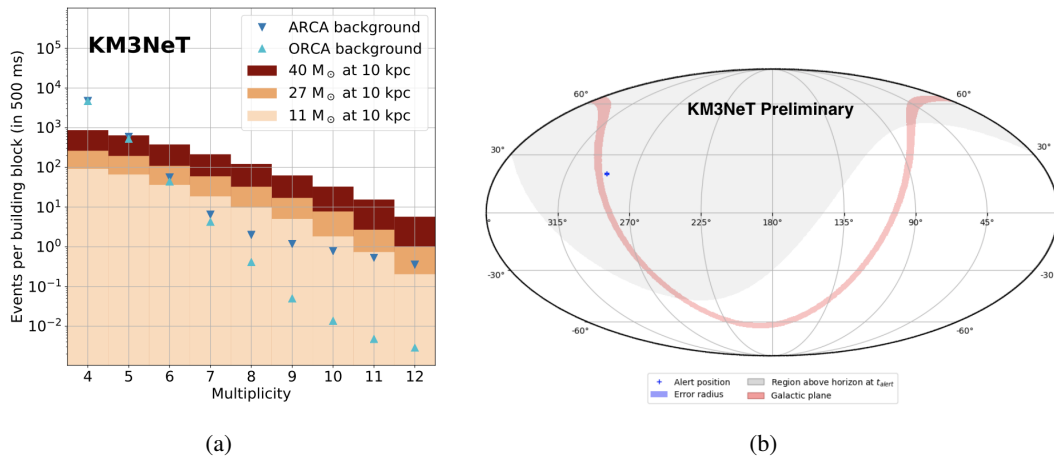 KM3NeT
ARCA background
ORCA background
40 M⊙ at 10 kpc
27 M⊙ at 10 kpc
11 M⊙ at 10 kpc
Events per building block (in 500 ms)
10⁵
10⁴
10³
10²
10¹
10⁰
10⁻¹
10⁻²
4 5 6 7 8 9 10 11 12
Multiplicity
(a)
KM3NeT Preliminary
60° 60°
30° 30°
0°
315° 270° 225° 180° 135° 90° 45°
-30° -30°
-60° -60°
Alert position
Error radius
Region above horizon at t_alert
Galactic plane
(b)